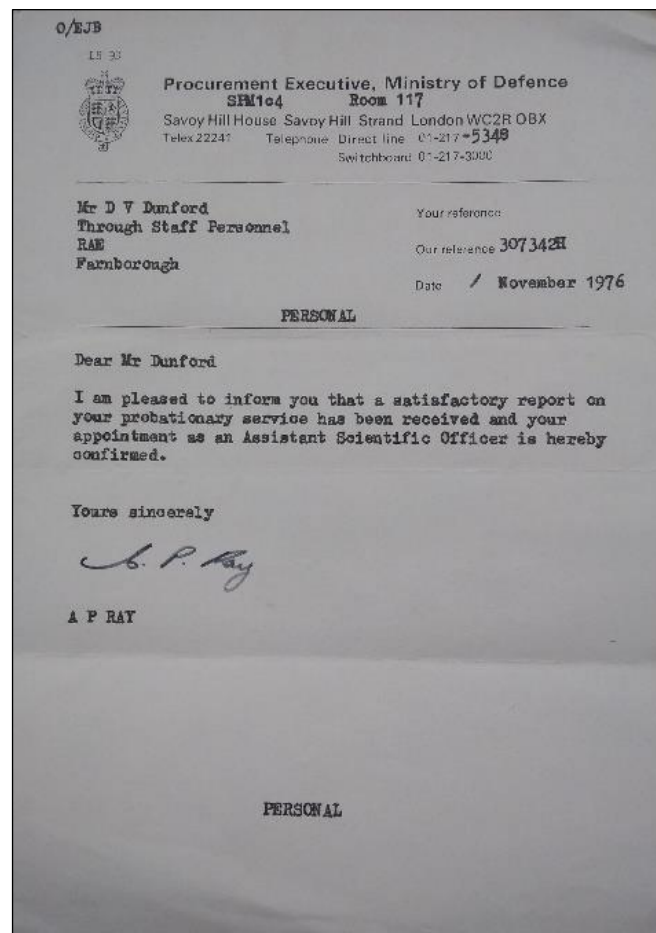 O/EJB
Procurement Executive, Ministry of Defence
SPM1c4 Room 117
Savoy Hill House Savoy Hill Strand London WC2R OBX
Telex 22241 Telephone Direct line 01-217-5348
Switchboard 01-217-3000
Mr D V Dunford
Through Staff Personnel
RAE
Farnborough
Your reference
Our reference 307342H
Date / November 1976
PERSONAL
Dear Mr Dunford
I am pleased to inform you that a satisfactory report on
your probationary service has been received and your
appointment as an Assistant Scientific Officer is hereby
confirmed.
Yours sincerely
A. P. Ray
A P RAY
PERSONAL